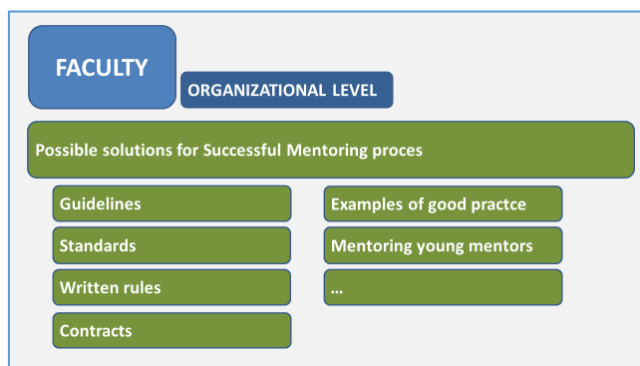 FACULTY
ORGANIZATIONAL LEVEL
Possible solutions for Successful Mentoring proces
Guidelines
Standards
Written rules
Contracts
Examples of good practce
Mentoring young mentors
...